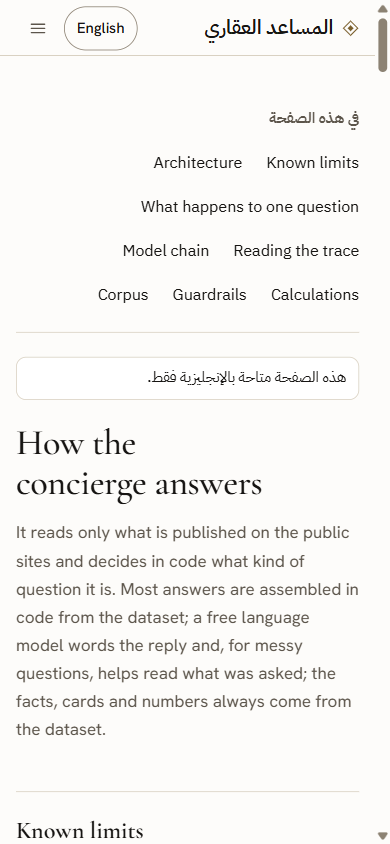 المساعد العقاري
English
في هذه الصفحة
Known limits Architecture
What happens to one question
Reading the trace Model chain
Calculations Guardrails Corpus
هذه الصفحة متاحة بالإنجليزية فقط.
How the
concierge answers
It reads only what is published on the public
sites and decides in code what kind of
question it is. Most answers are assembled in
code from the dataset; a free language
model words the reply and, for messy
questions, helps read what was asked; the
facts, cards and numbers always come from
the dataset.
Known limits